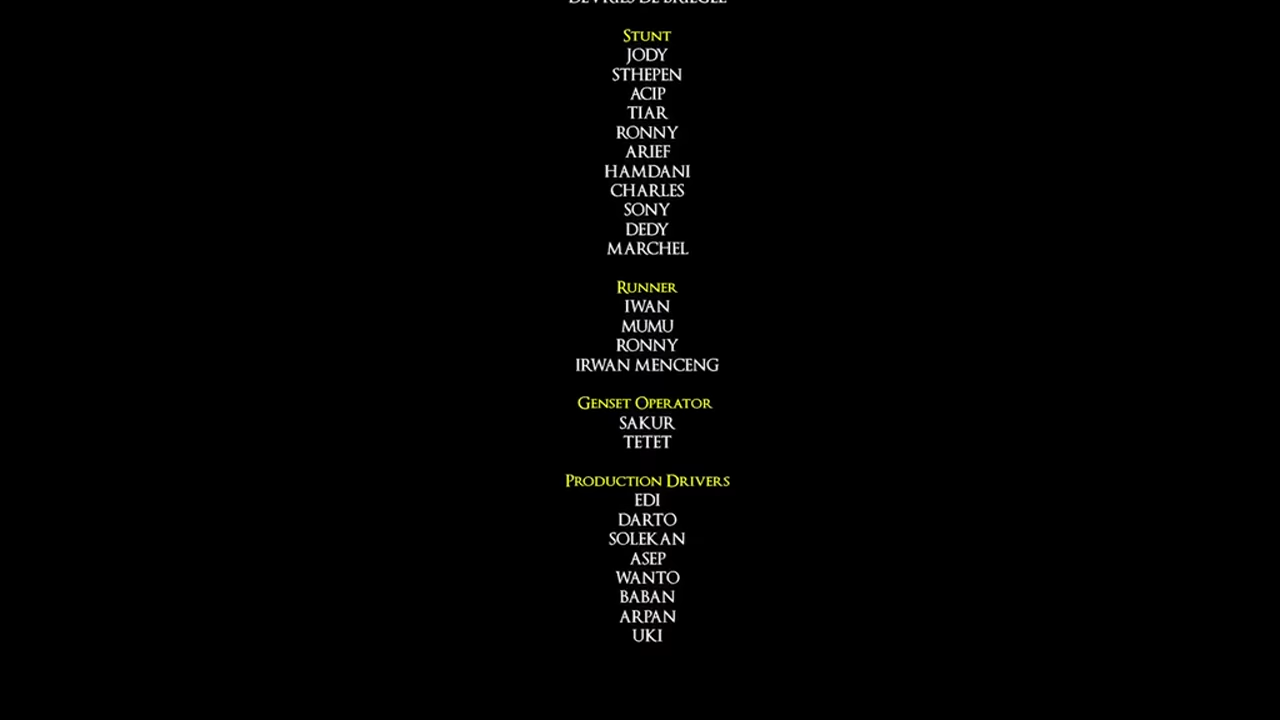 Stunt
JODY
STHEPEN
ACIP
TIAR
RONNY
ARIEF
HAMDANI
CHARLES
SONY
DEDY
MARCHEL
Runner
IWAN
MUMU
RONNY
IRWAN MENCENG
Genset Operator
SAKUR
TETET
Production Drivers
EDI
DARTO
SOLEKAN
ASEP
WANTO
BABAN
ARPAN
UKI